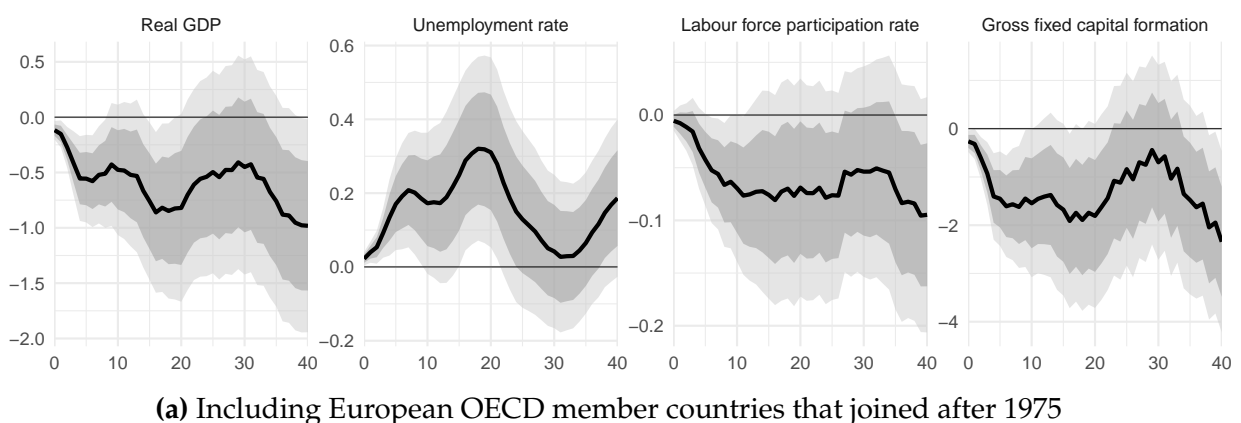 Real GDP
Unemployment rate
Labour force participation rate
Gross fixed capital formation
0.5
0.0
−0.5
−1.0
−1.5
−2.0
0 10 20 30 40
0.6
0.4
0.2
0.0
−0.2
0 10 20 30 40
0.0
−0.1
−0.2
0 10 20 30 40
0
−2
−4
0 10 20 30 40
(a) Including European OECD member countries that joined after 1975